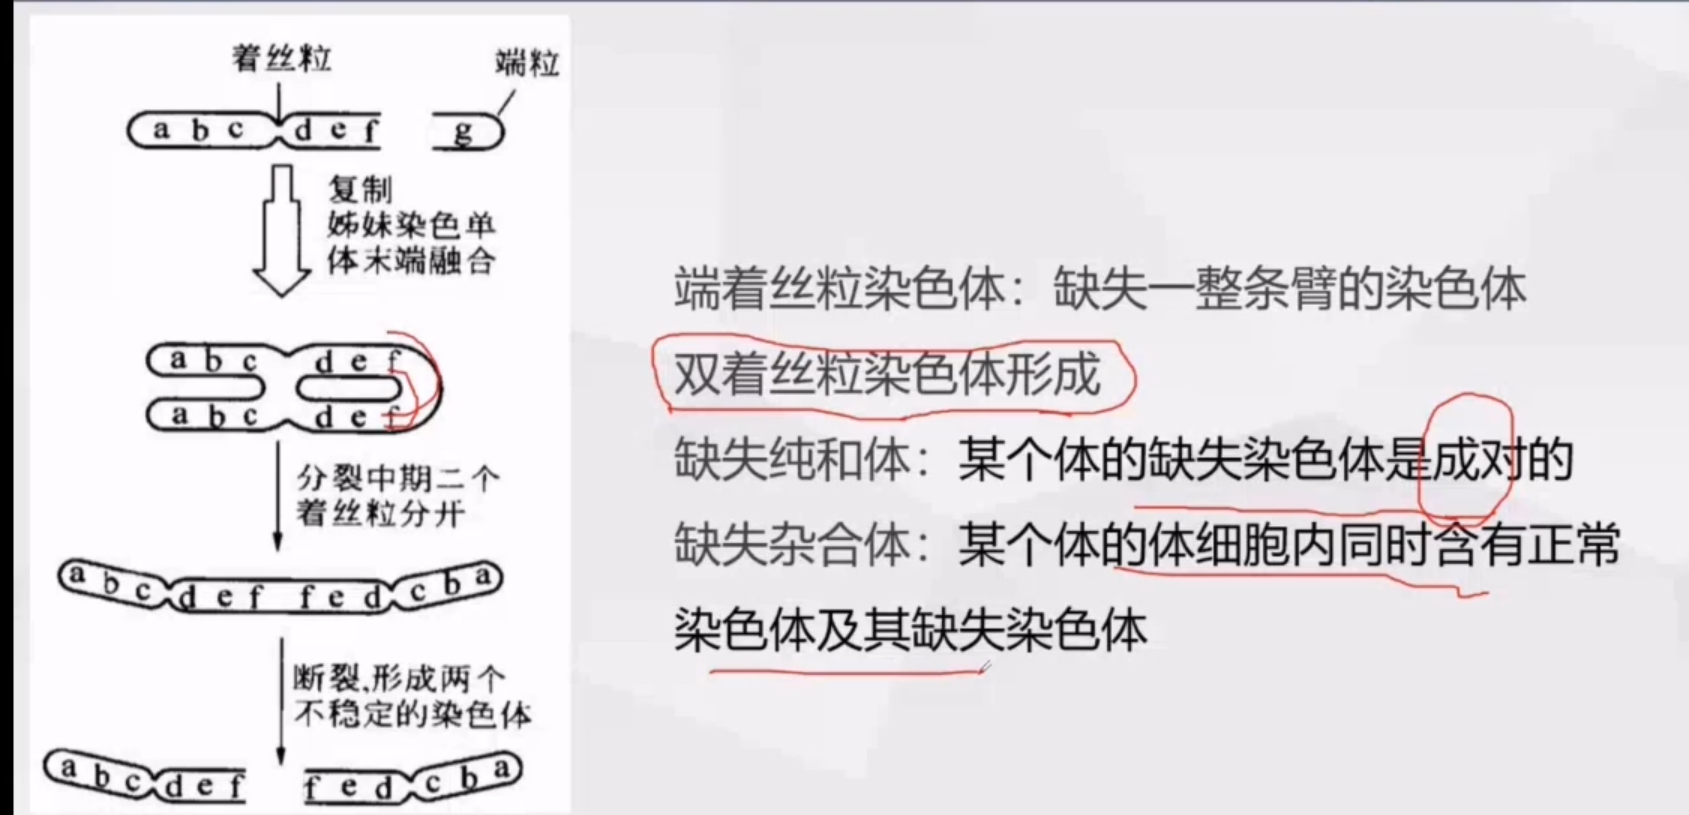 着丝粒
端粒
a b c d e f
g
复制
姊妹染色单
体末端融合
a b c d e f
a b c d e f
分裂中期二个
着丝粒分开
a b c d e f f e d c b a
断裂,形成两个
不稳定的染色体
a b c d e f
f e d c b a
端着丝粒染色体：缺失一整条臂的染色体
双着丝粒染色体形成
缺失纯和体：某个体的缺失染色体是成对的
缺失杂合体：某个体的体细胞内同时含有正常
染色体及其缺失染色体